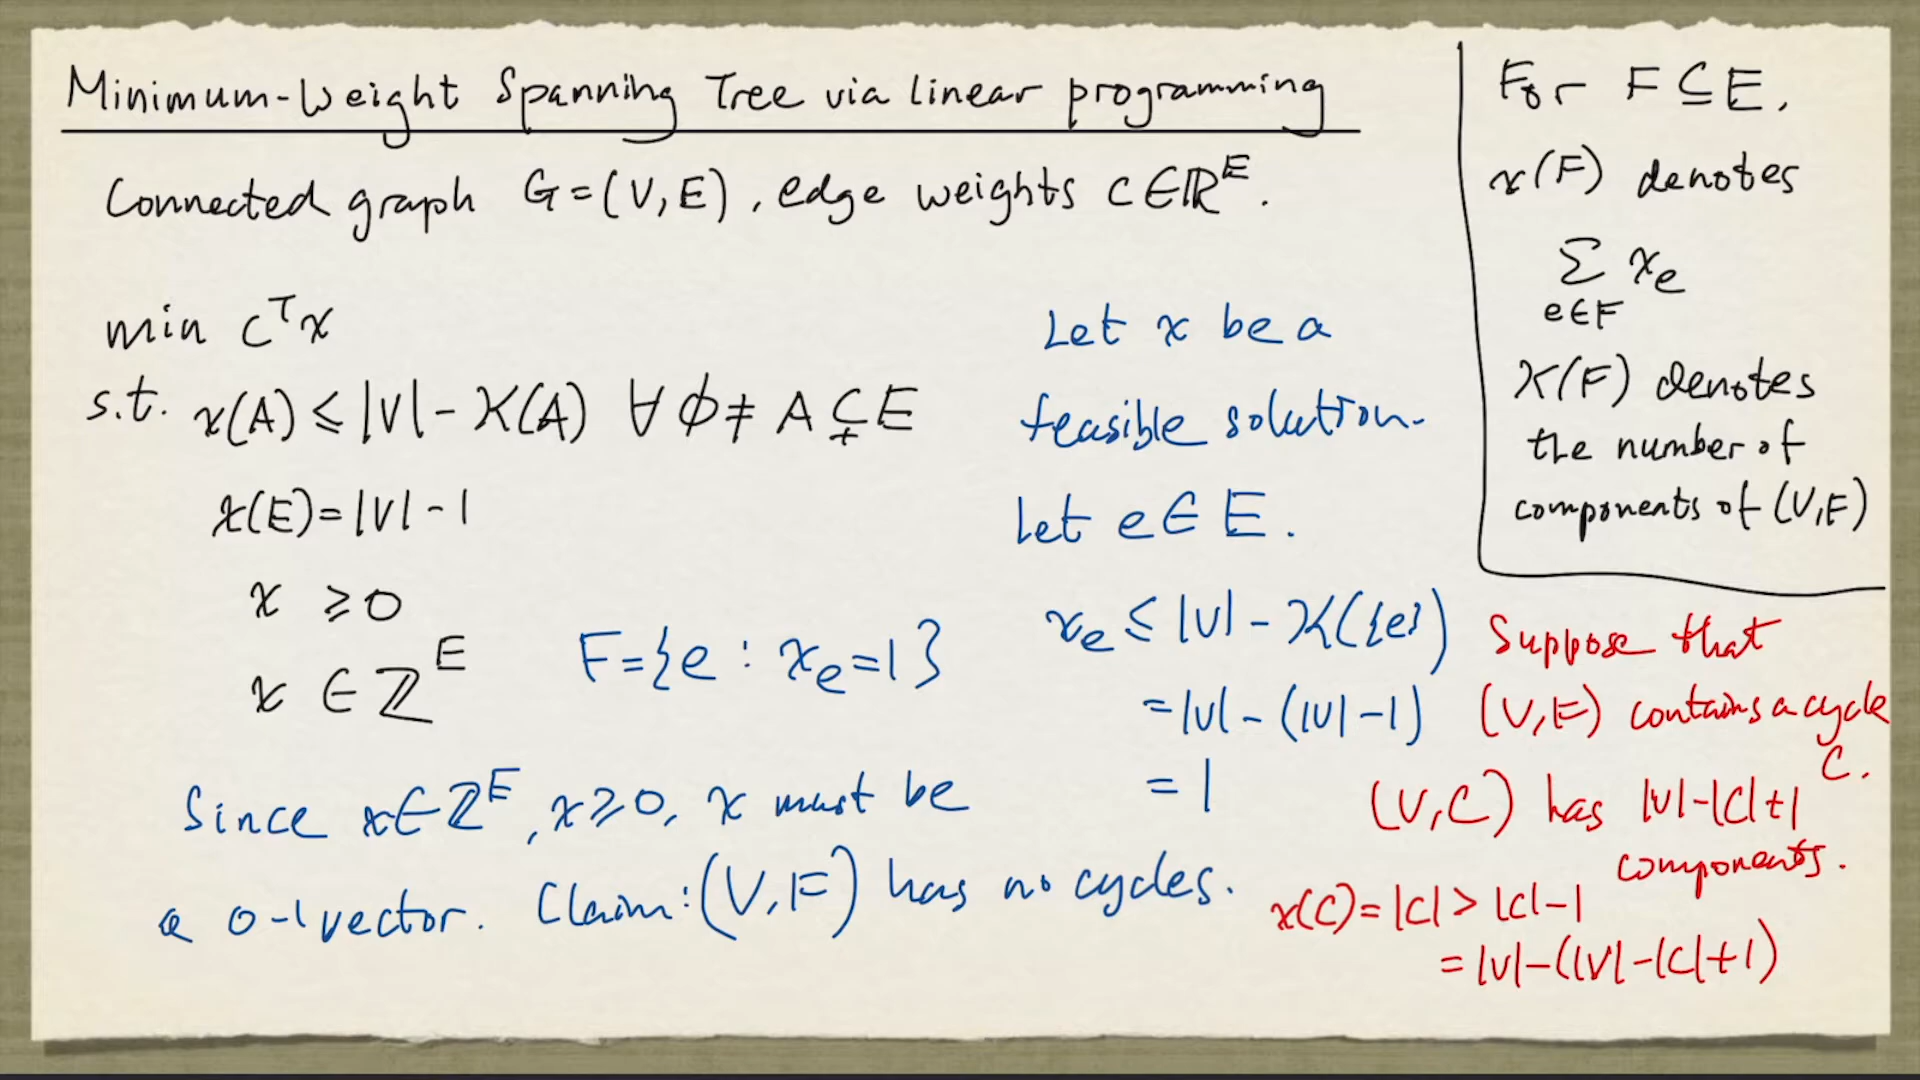 Minimum-Weight Spanning Tree via linear programming
Connected graph G=(V,E), edge weights c∈ℝ^E.
min c^T x
s.t. x(A) ≤ |V| - κ(A) ∀ ∅ ≠ A ⊊ E
x(E) = |V| - 1
x ≥ 0
x ∈ ℤ^E
F = {e : x_e = 1}
Since x∈ℤ^E, x≥0, x must be
a 0-1 vector. Claim: (V,F) has no cycles.
Let x be a
feasible solution.
Let e ∈ E.
x_e ≤ |V| - κ({e})
= |V| - (|V| - 1)
= 1
For F ⊆ E,
x(F) denotes
∑ x_e
e∈F
κ(F) denotes
the number of
components of (V,F)
Suppose that
(V,F) contains a cycle
C.
(V,C) has |V|-|C|+1
components.
x(C) = |C| > |C|-1
= |V|-(|V|-|C|+1)